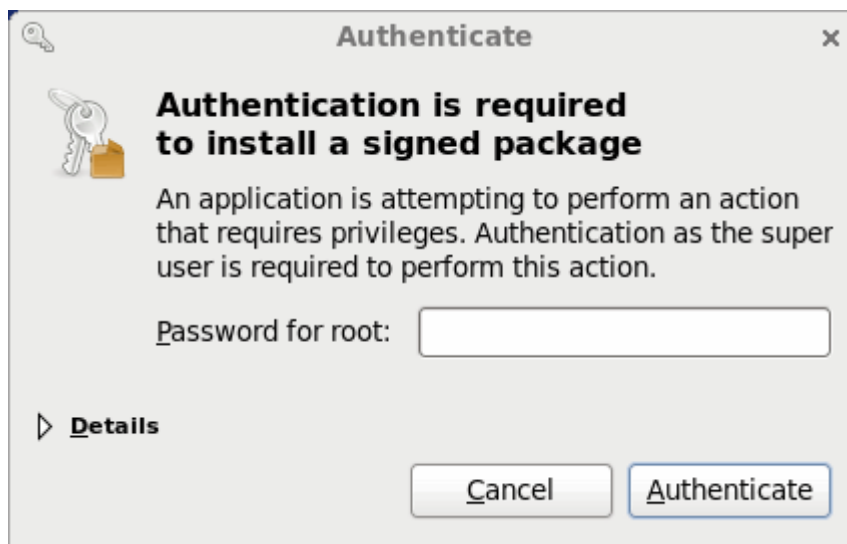 Authenticate
Authentication is required
to install a signed package
An application is attempting to perform an action
that requires privileges. Authentication as the super
user is required to perform this action.
Password for root:
Details
Cancel
Authenticate